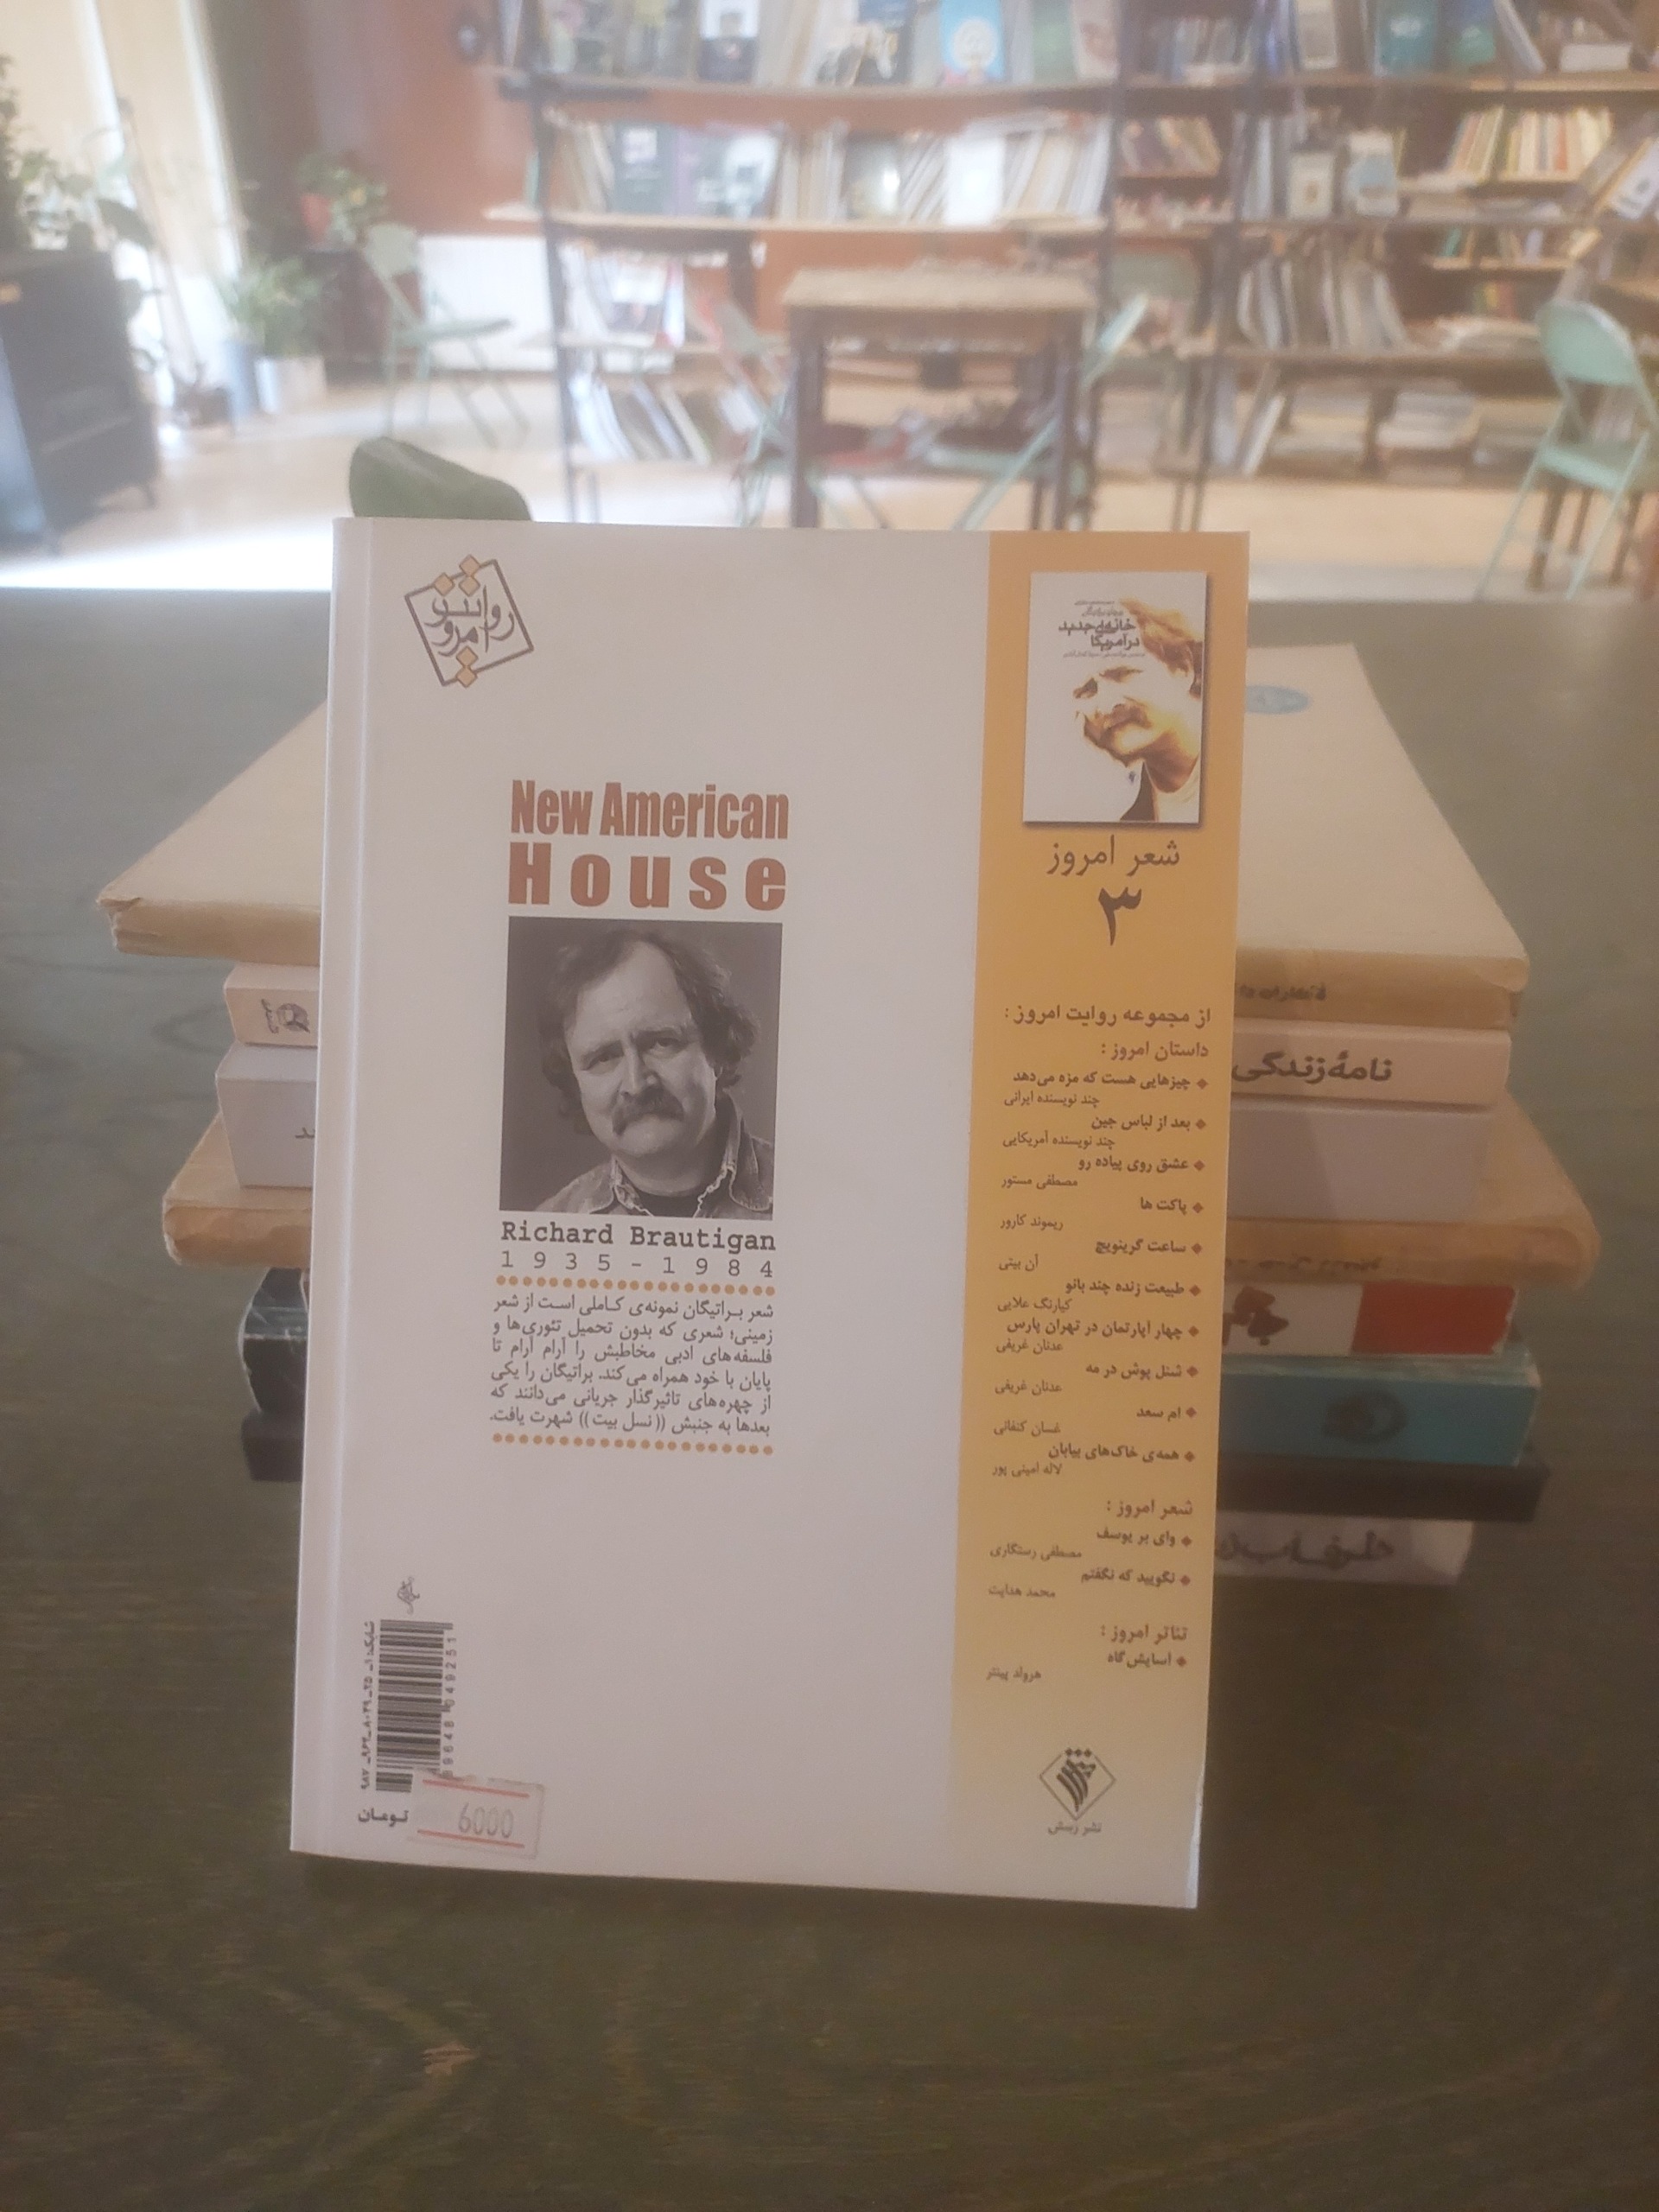 روایت امروز
New American
House
Richard Brautigan
1935-1984
شعر براتیگان نمونه‌ی کاملی است از شعر
زمینی؛ شعری که بدون تحمیل تئوری‌ها و
فلسفه‌های ادبی مخاطبش را آرام آرام تا
پایان با خود همراه می‌کند. براتیگان را یکی
از چهره‌های تاثیرگذار جریانی می‌دانند که
بعدها به جنبش ((نسل بیت)) شهرت یافت.
تومان
6000
خانه‌ی جدید
در آمریکا
شعر امروز
۳
از مجموعه روایت امروز :
داستان امروز :
چیزهایی هست که مزه می‌دهد
چند نویسنده ایرانی
بعد از لباس جین
چند نویسنده آمریکایی
عشق روی پیاده رو
مصطفی مستور
پاکت ها
ریموند کارور
ساعت گرینویچ
آن بیتی
طبیعت زنده چند بانو
کیارنگ علایی
چهار آپارتمان در تهران پارس
عدنان غریفی
شنل پوش در مه
عدنان غریفی
ام سعد
غسان کنفانی
همه‌ی خاک‌های بیابان
لاله امینی پور
شعر امروز :
وای بر یوسف
مصطفی رستگاری
نگویید که نگفتم
محمد هدایت
تئاتر امروز :
آسایش‌گاه
هرولد پینتر
نشر رسش
نامهٔ زندگی